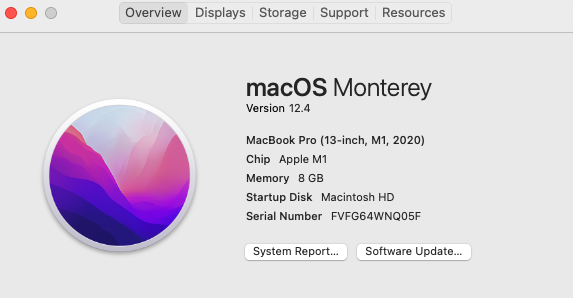 Overview Displays Storage Support Resources
macOS Monterey
Version 12.4
MacBook Pro (13-inch, M1, 2020)
Chip Apple M1
Memory 8 GB
Startup Disk Macintosh HD
Serial Number FVFG64WNQ05F
System Report... Software Update...